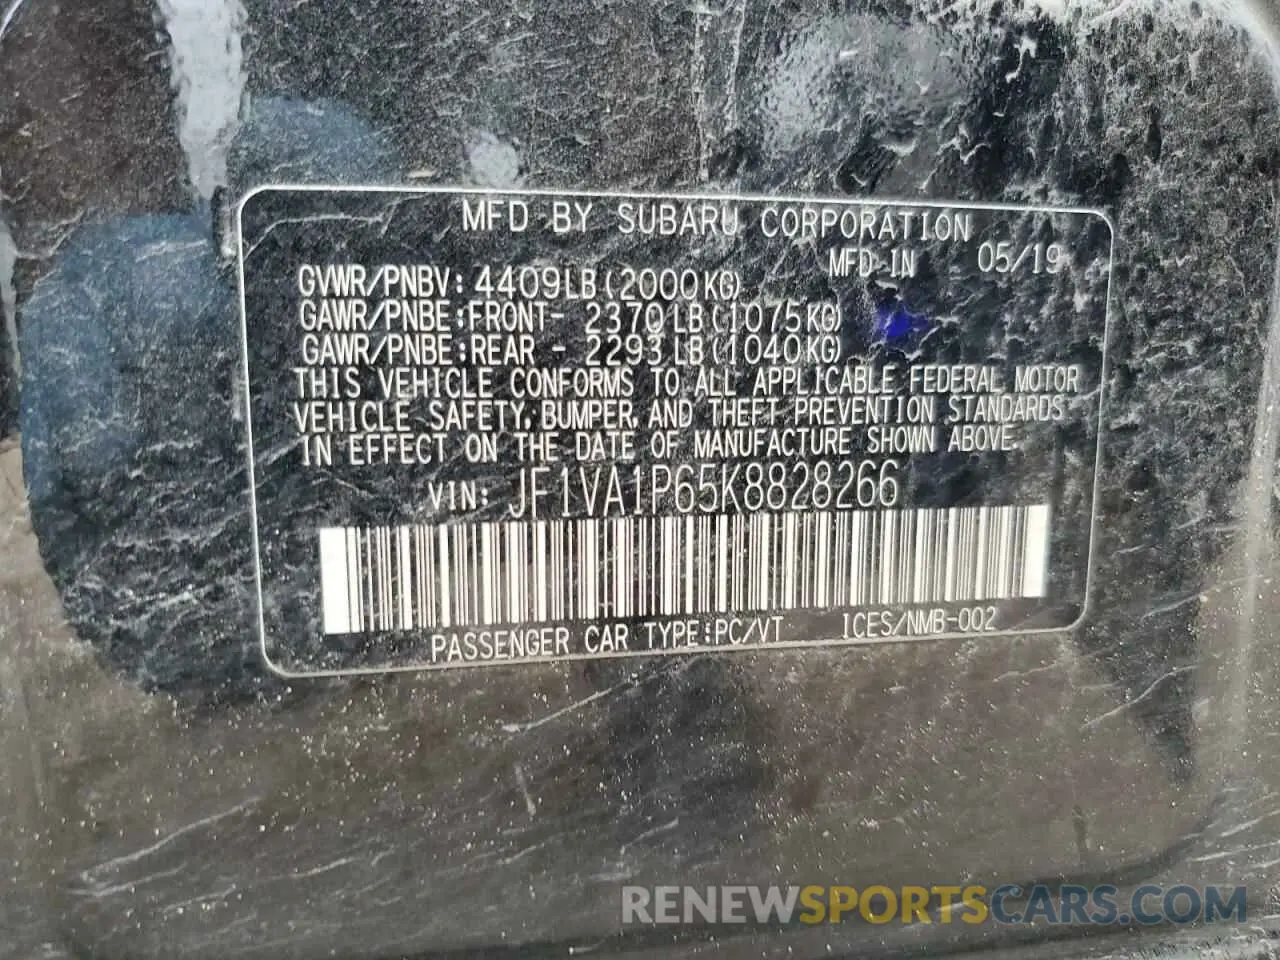 MFD BY SUBARU CORPORATION
MFD IN 05/19
GVWR/PNBV: 4409LB(2000KG)
GAWR/PNBE:FRONT- 2370LB(1075KG)
GAWR/PNBE:REAR - 2293LB(1040KG)
THIS VEHICLE CONFORMS TO ALL APPLICABLE FEDERAL MOTOR
VEHICLE SAFETY, BUMPER, AND THEFT PREVENTION STANDARDS
IN EFFECT ON THE DATE OF MANUFACTURE SHOWN ABOVE.
VIN: JF1VA1P65K8828266
PASSENGER CAR TYPE:PC/VT ICES/NMB-002
RENEWSPORTSCARS.COM